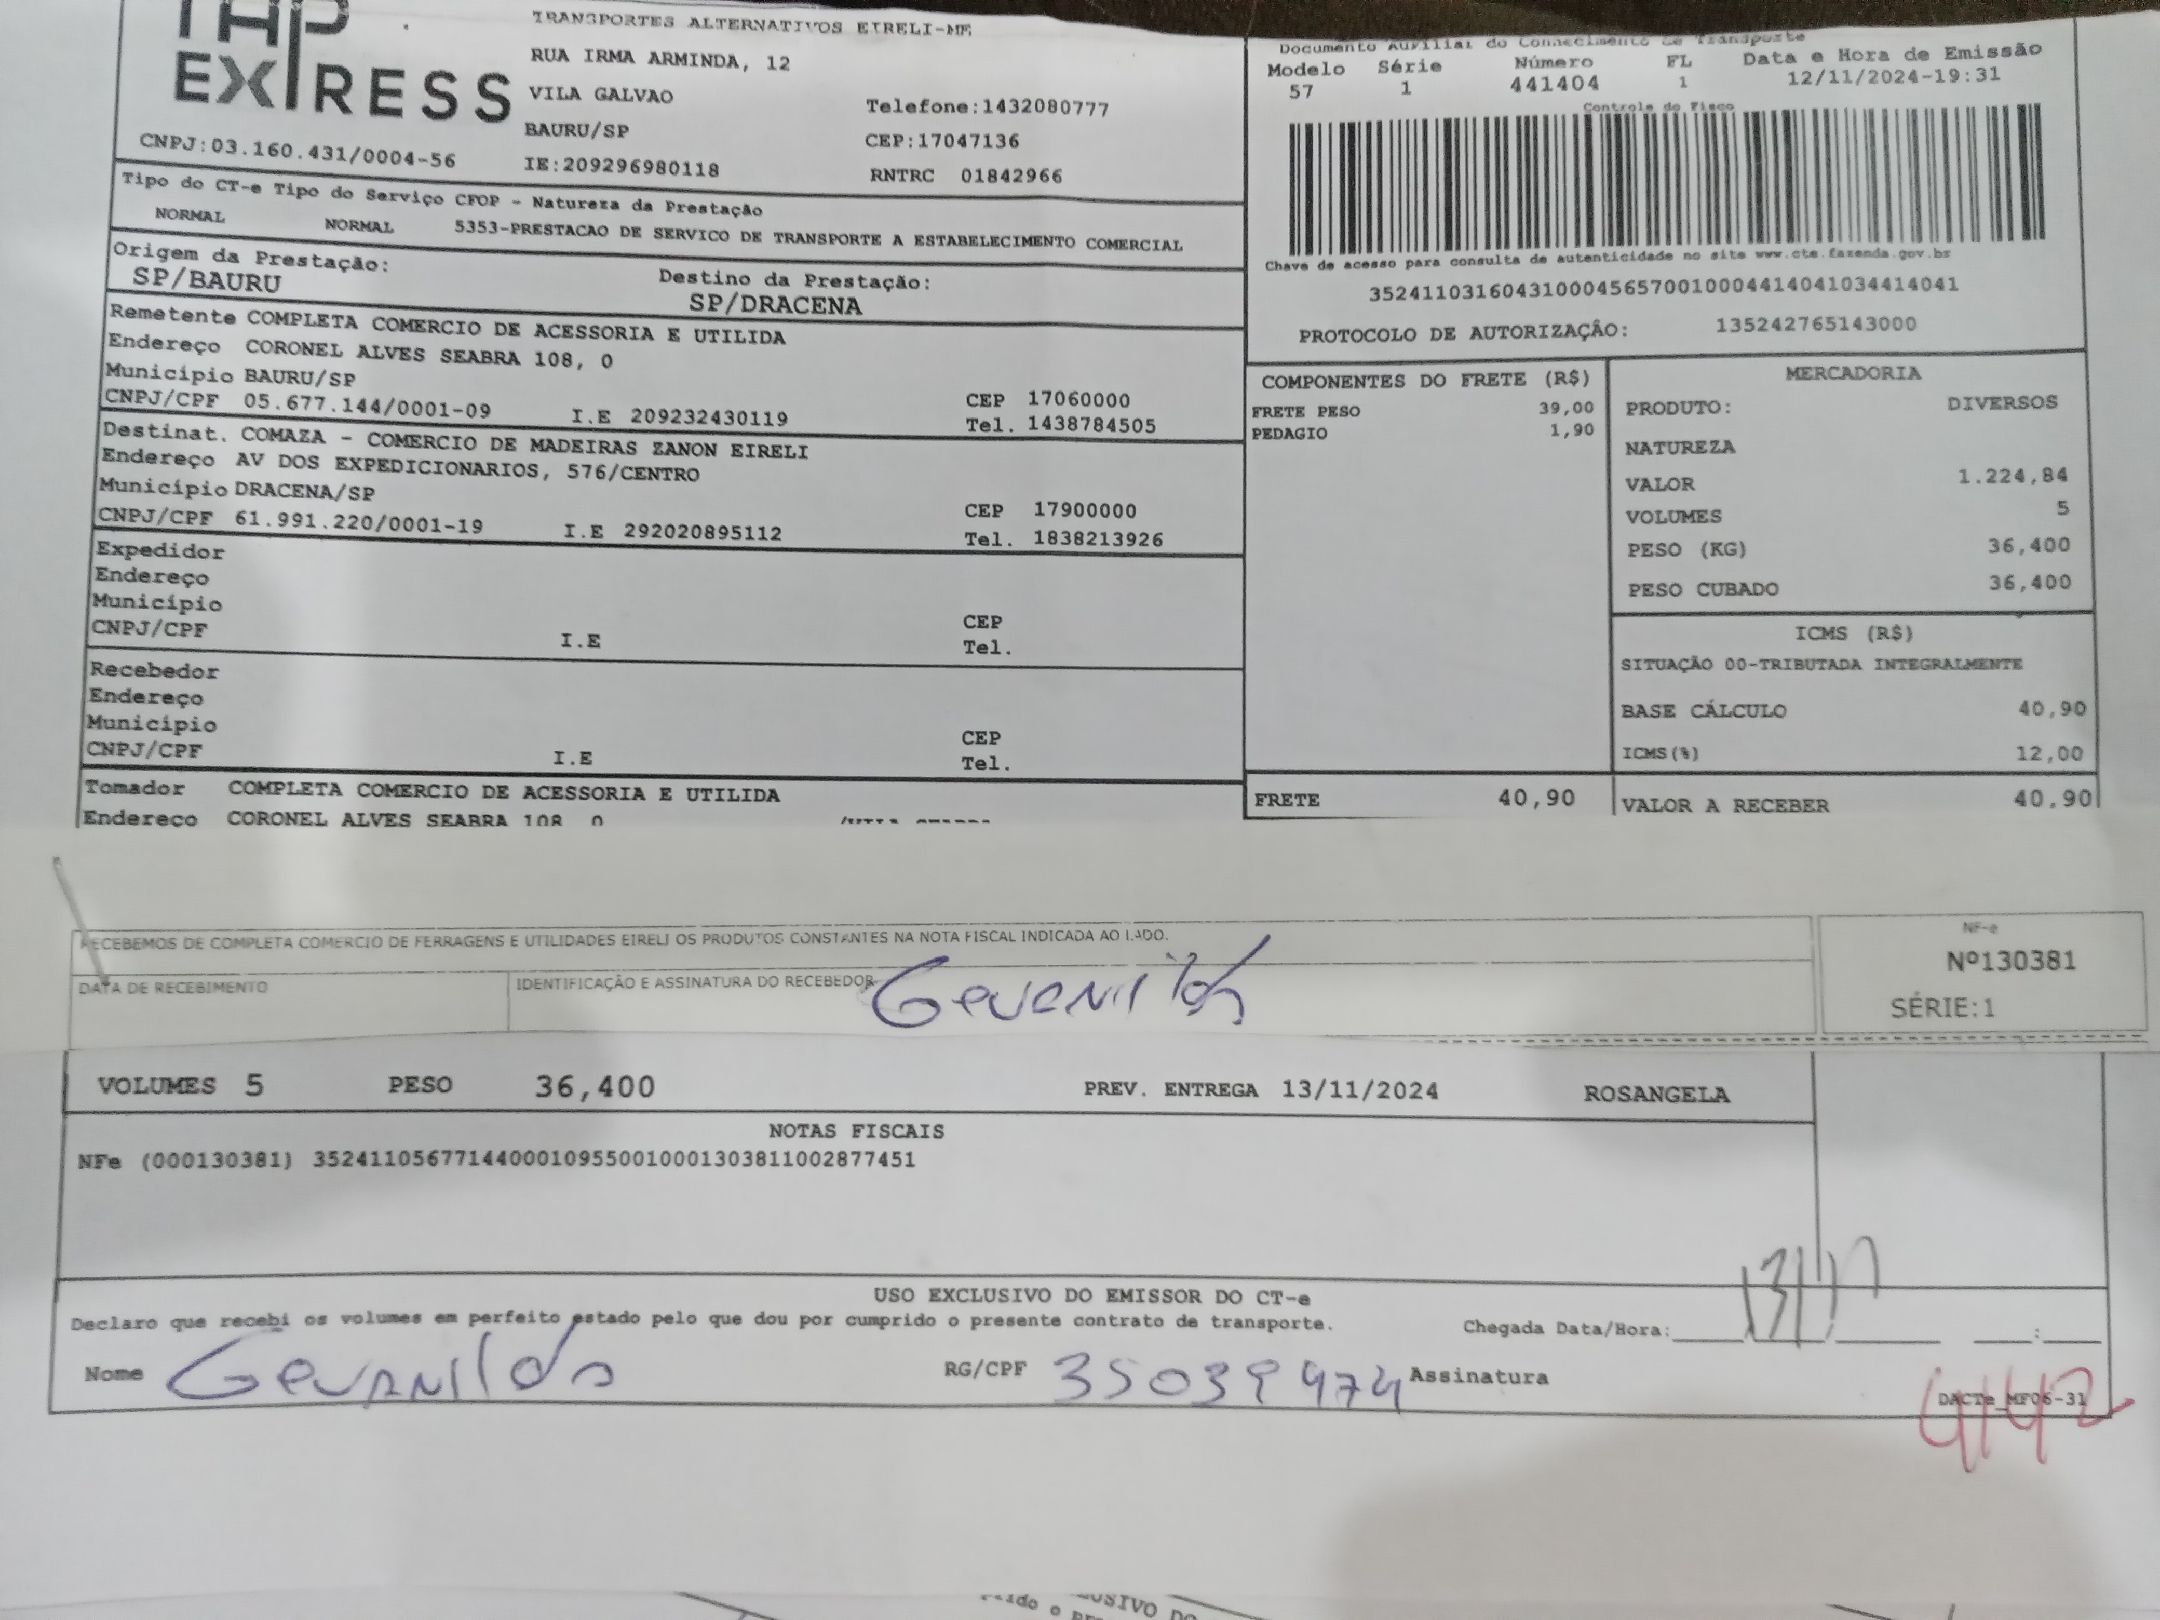 TAP
EXPRESS
TRANSPORTES ALTERNATIVOS EIRELI-ME
RUA IRMA ARMINDA, 12
VILA GALVAO
Telefone:1432080777
BAURU/SP
CEP:17047136
CNPJ:03.160.431/0004-56
IE:209296980118
RNTRC 01842966
Documento Auxiliar do Conhecimento de Transporte
Modelo Série Número FL Data e Hora de Emissão
57 1 441404 1 12/11/2024-19:31
Controle do Fisco
Chave de acesso para consulta de autenticidade no site www.cte.fazenda.gov.br
35241103160431000456570010004414041034414041
PROTOCOLO DE AUTORIZAÇÃO: 135242765143000
Tipo do CT-e Tipo do Serviço CFOP - Natureza da Prestação
NORMAL NORMAL 5353-PRESTACAO DE SERVICO DE TRANSPORTE A ESTABELECIMENTO COMERCIAL
Origem da Prestação: Destino da Prestação:
SP/BAURU SP/DRACENA
Remetente COMPLETA COMERCIO DE ACESSORIA E UTILIDA
Endereço CORONEL ALVES SEABRA 108, 0
Município BAURU/SP CEP 17060000
CNPJ/CPF 05.677.144/0001-09 I.E 209232430119 Tel. 1438784505
Destinat. COMAZA - COMERCIO DE MADEIRAS ZANON EIRELI
Endereço AV DOS EXPEDICIONARIOS, 576/CENTRO
Município DRACENA/SP CEP 17900000
CNPJ/CPF 61.991.220/0001-19 I.E 292020895112 Tel. 1838213926
Expedidor
Endereço
Município CEP
CNPJ/CPF I.E Tel.
Recebedor
Endereço
Município CEP
CNPJ/CPF I.E Tel.
Tomador COMPLETA COMERCIO DE ACESSORIA E UTILIDA
Endereço CORONEL ALVES SEABRA 108, 0
COMPONENTES DO FRETE (R$)
FRETE PESO 39,00
PEDAGIO 1,90
FRETE 40,90
MERCADORIA
PRODUTO: DIVERSOS
NATUREZA
VALOR 1.224,84
VOLUMES 5
PESO (KG) 36,400
PESO CUBADO 36,400
ICMS (R$)
SITUAÇÃO 00-TRIBUTADA INTEGRALMENTE
BASE CÁLCULO 40,90
ICMS(%) 12,00
VALOR A RECEBER 40,90
RECEBEMOS DE COMPLETA COMERCIO DE FERRAGENS E UTILIDADES EIRELI OS PRODUTOS CONSTANTES NA NOTA FISCAL INDICADA AO LADO.
DATA DE RECEBIMENTO
IDENTIFICAÇÃO E ASSINATURA DO RECEBEDOR Gevanildo
NF-e
Nº130381
SÉRIE:1
VOLUMES 5 PESO 36,400 PREV. ENTREGA 13/11/2024 ROSANGELA
NOTAS FISCAIS
NFe (000130381) 35241105677144000109550010001303811002877451
USO EXCLUSIVO DO EMISSOR DO CT-e
Declaro que recebi os volumes em perfeito estado pelo que dou por cumprido o presente contrato de transporte. Chegada Data/Hora: 13/11
Nome Gevanildo RG/CPF 35039474 Assinatura
DACTe_MF06-31
4142